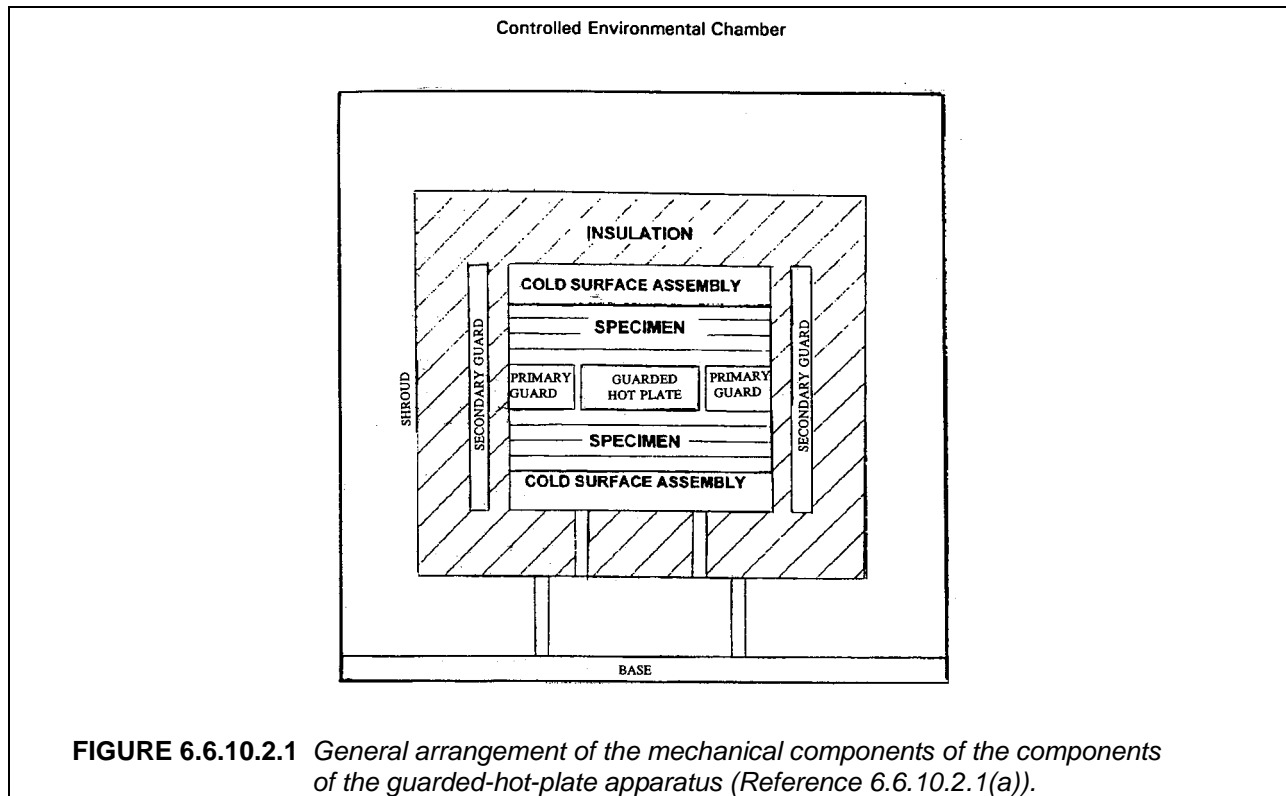 Controlled Environmental Chamber
INSULATION
COLD SURFACE ASSEMBLY
SPECIMEN
SHROUD
SECONDARY GUARD
PRIMARY
GUARD
GUARDED
HOT PLATE
PRIMARY
GUARD
SECONDARY GUARD
SPECIMEN
COLD SURFACE ASSEMBLY
BASE
FIGURE 6.6.10.2.1 General arrangement of the mechanical components of the components
of the guarded-hot-plate apparatus (Reference 6.6.10.2.1(a)).